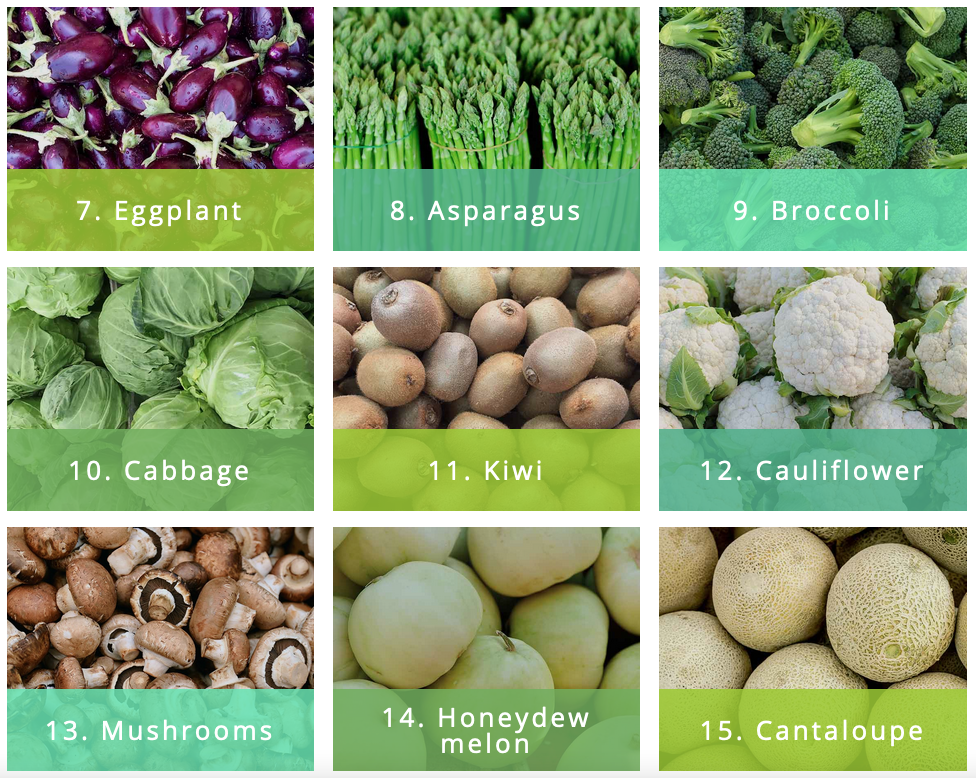 7. Eggplant
8. Asparagus
9. Broccoli
10. Cabbage
11. Kiwi
12. Cauliflower
13. Mushrooms
14. Honeydew
melon
15. Cantaloupe